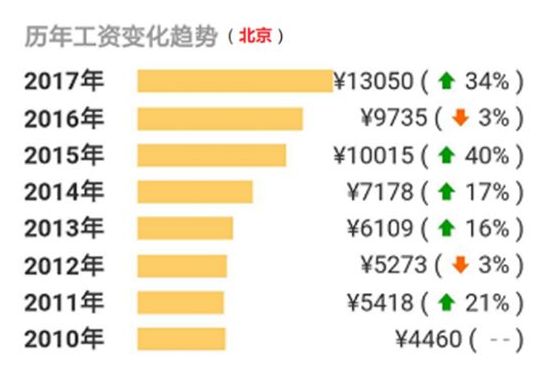 历年工资变化趋势（北京）
2017年 ¥13050 ( ↑ 34% )
2016年 ¥9735 ( ↓ 3% )
2015年 ¥10015 ( ↑ 40% )
2014年 ¥7178 ( ↑ 17% )
2013年 ¥6109 ( ↑ 16% )
2012年 ¥5273 ( ↓ 3% )
2011年 ¥5418 ( ↑ 21% )
2010年 ¥4460 ( -- )